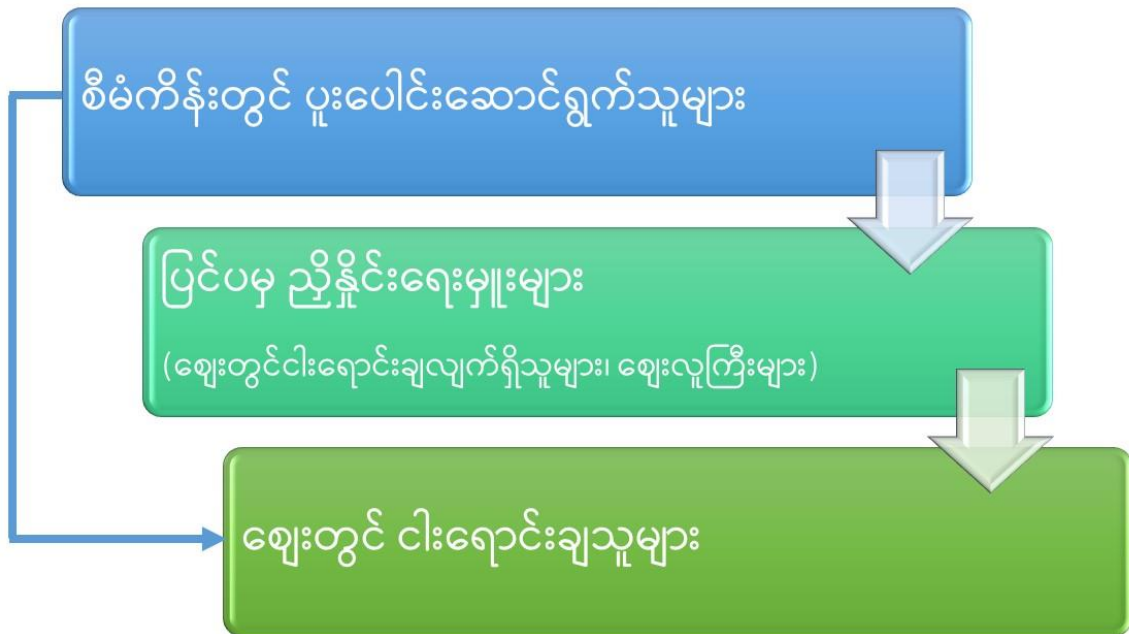 စီမံကိန်းတွင် ပူးပေါင်းဆောင်ရွက်သူများ
ပြင်ပမှ ညှိနှိုင်းရေးမှူးများ
(ဈေးတွင်ငါးရောင်းချလျက်ရှိသူများ၊ ဈေးလူကြီးများ)
ဈေးတွင် ငါးရောင်းချသူများ